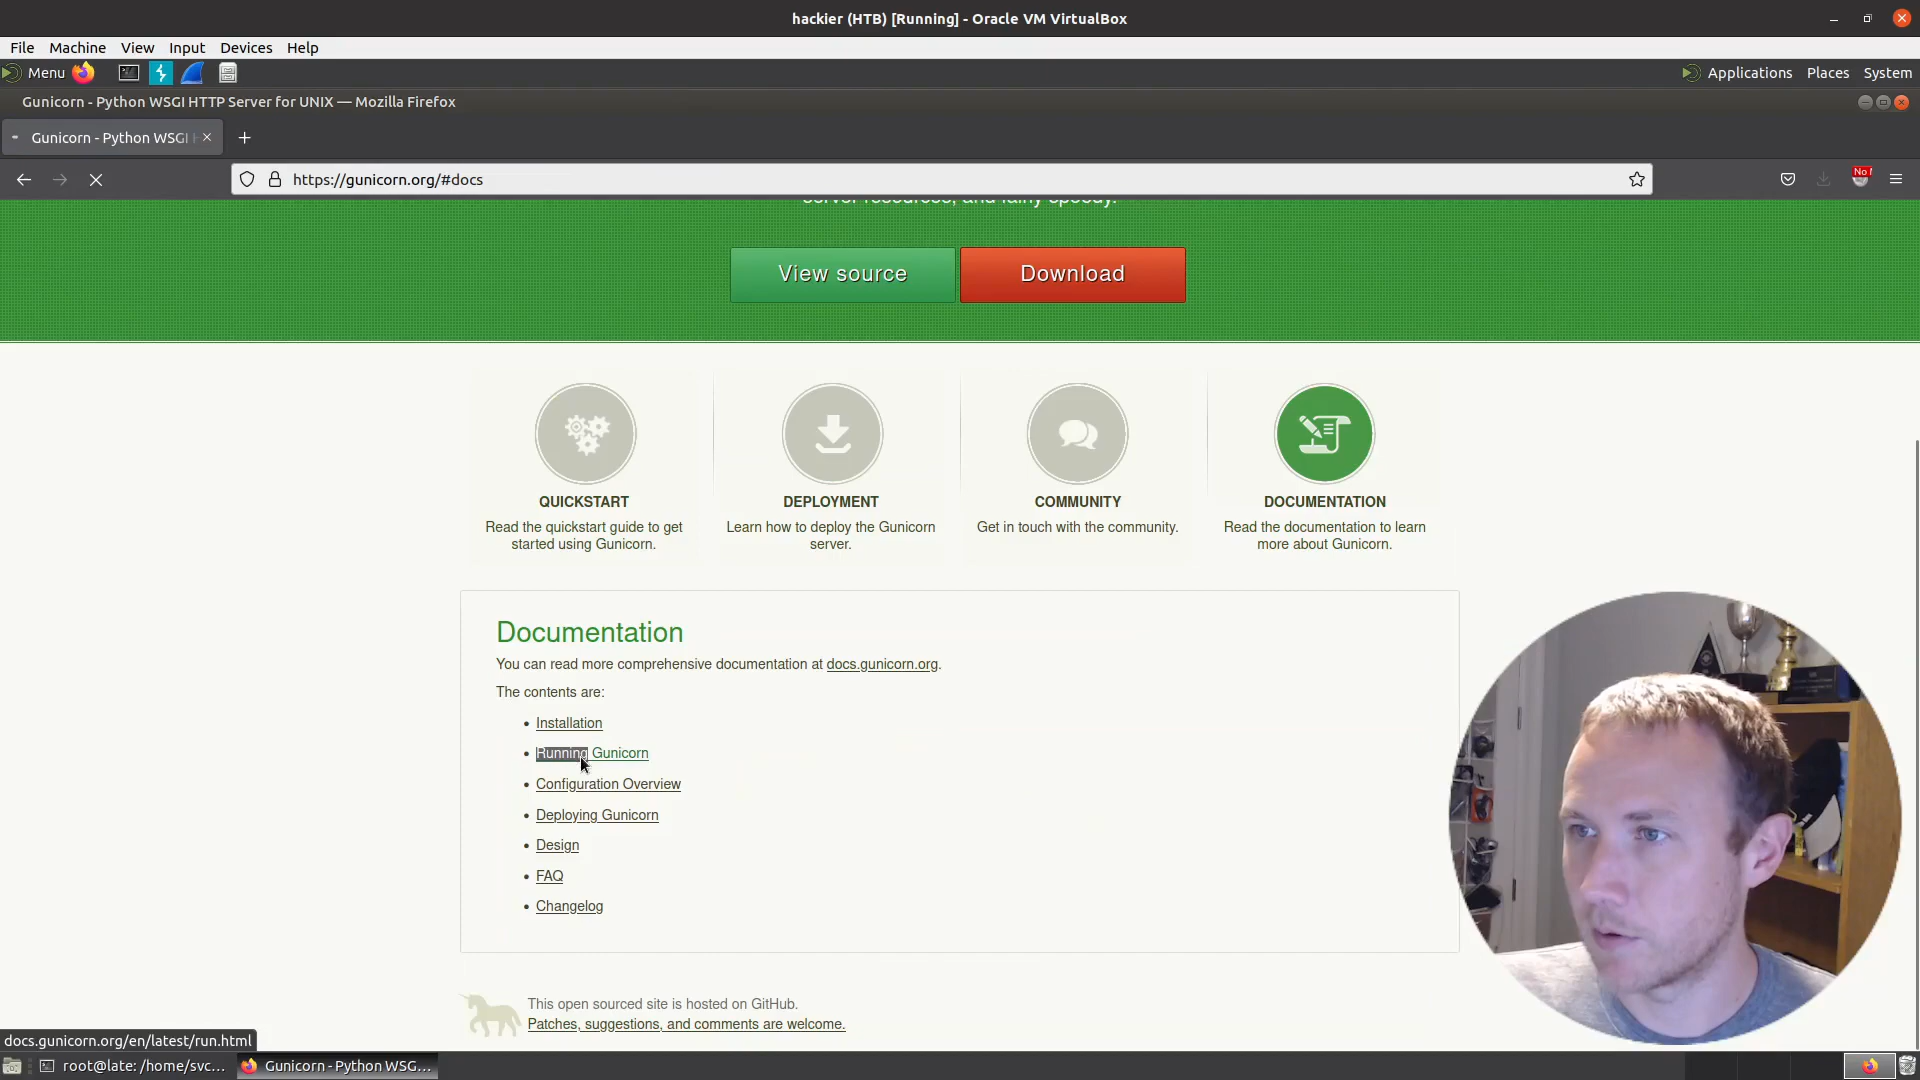 hackier (HTB) [Running] - Oracle VM VirtualBox
File Machine View Input Devices Help
Menu Applications Places System
Gunicorn - Python WSGI HTTP Server for UNIX — Mozilla Firefox
Gunicorn - Python WSGI
https://gunicorn.org/#docs
No
server resources, and fairly speedy.
View source Download
QUICKSTART
Read the quickstart guide to get
started using Gunicorn.
DEPLOYMENT
Learn how to deploy the Gunicorn
server.
COMMUNITY
Get in touch with the community.
DOCUMENTATION
Read the documentation to learn
more about Gunicorn.
Documentation
You can read more comprehensive documentation at docs.gunicorn.org.
The contents are:
• Installation
• Running Gunicorn
• Configuration Overview
• Deploying Gunicorn
• Design
• FAQ
• Changelog
This open sourced site is hosted on GitHub.
Patches, suggestions, and comments are welcome.
docs.gunicorn.org/en/latest/run.html
root@late: /home/svc... Gunicorn - Python WSG...